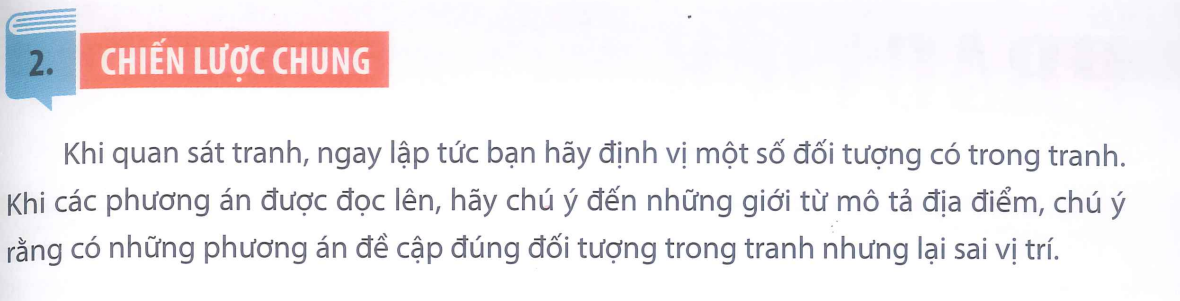 2. CHIẾN LƯỢC CHUNG
Khi quan sát tranh, ngay lập tức bạn hãy định vị một số đối tượng có trong tranh.
Khi các phương án được đọc lên, hãy chú ý đến những giới từ mô tả địa điểm, chú ý
rằng có những phương án đề cập đúng đối tượng trong tranh nhưng lại sai vị trí.